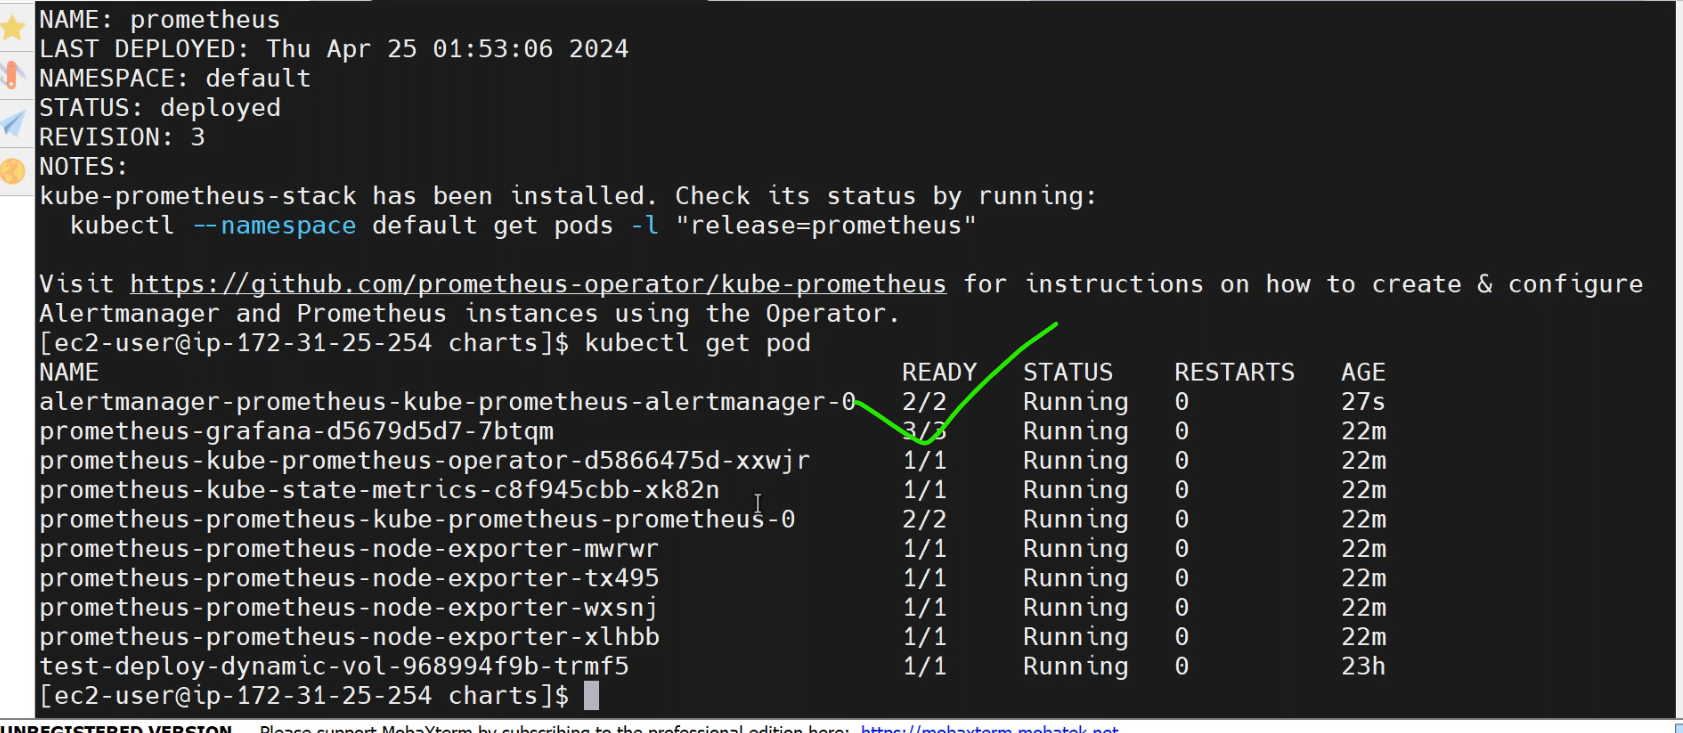 NAME: prometheus
LAST DEPLOYED: Thu Apr 25 01:53:06 2024
NAMESPACE: default
STATUS: deployed
REVISION: 3
NOTES:
kube-prometheus-stack has been installed. Check its status by running:
  kubectl --namespace default get pods -l "release=prometheus"

Visit https://github.com/prometheus-operator/kube-prometheus for instructions on how to create & configure
Alertmanager and Prometheus instances using the Operator.
[ec2-user@ip-172-31-25-254 charts]$ kubectl get pod
NAME READY STATUS RESTARTS AGE
alertmanager-prometheus-kube-prometheus-alertmanager-0 2/2 Running 0 27s
prometheus-grafana-d5679d5d7-7btqm 3/3 Running 0 22m
prometheus-kube-prometheus-operator-d5866475d-xxwjr 1/1 Running 0 22m
prometheus-kube-state-metrics-c8f945cbb-xk82n 1/1 Running 0 22m
prometheus-prometheus-kube-prometheus-prometheus-0 2/2 Running 0 22m
prometheus-prometheus-node-exporter-mwrwr 1/1 Running 0 22m
prometheus-prometheus-node-exporter-tx495 1/1 Running 0 22m
prometheus-prometheus-node-exporter-wxsnj 1/1 Running 0 22m
prometheus-prometheus-node-exporter-xlhbb 1/1 Running 0 22m
test-deploy-dynamic-vol-968994f9b-trmf5 1/1 Running 0 23h
[ec2-user@ip-172-31-25-254 charts]$
UNREGISTERED VERSION Please support MobaXterm by subscribing to the professional edition here: https://mobaxterm.mobatek.net